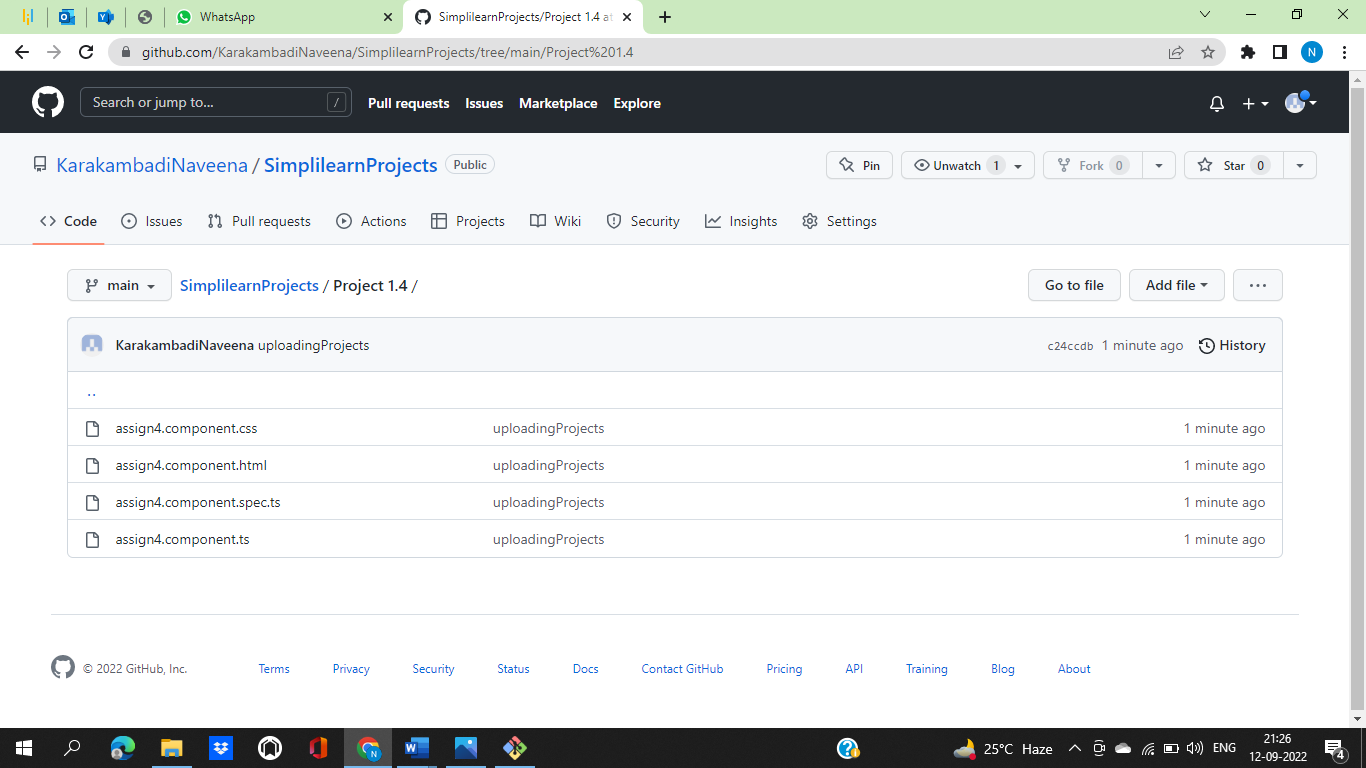 WhatsApp
SimplilearnProjects/Project 1.4 at
github.com/KarakambadiNaveena/SimplilearnProjects/tree/main/Project%201.4
N
Search or jump to... /
Pull requests Issues Marketplace Explore
KarakambadiNaveena / SimplilearnProjects Public
Pin Unwatch 1 Fork 0 Star 0
Code Issues Pull requests Actions Projects Wiki Security Insights Settings
main SimplilearnProjects / Project 1.4 / Go to file Add file ...
KarakambadiNaveena uploadingProjects c24ccdb 1 minute ago History
..
assign4.component.css uploadingProjects 1 minute ago
assign4.component.html uploadingProjects 1 minute ago
assign4.component.spec.ts uploadingProjects 1 minute ago
assign4.component.ts uploadingProjects 1 minute ago
© 2022 GitHub, Inc. Terms Privacy Security Status Docs Contact GitHub Pricing API Training Blog About
25°C Haze ENG
21:26
12-09-2022
4